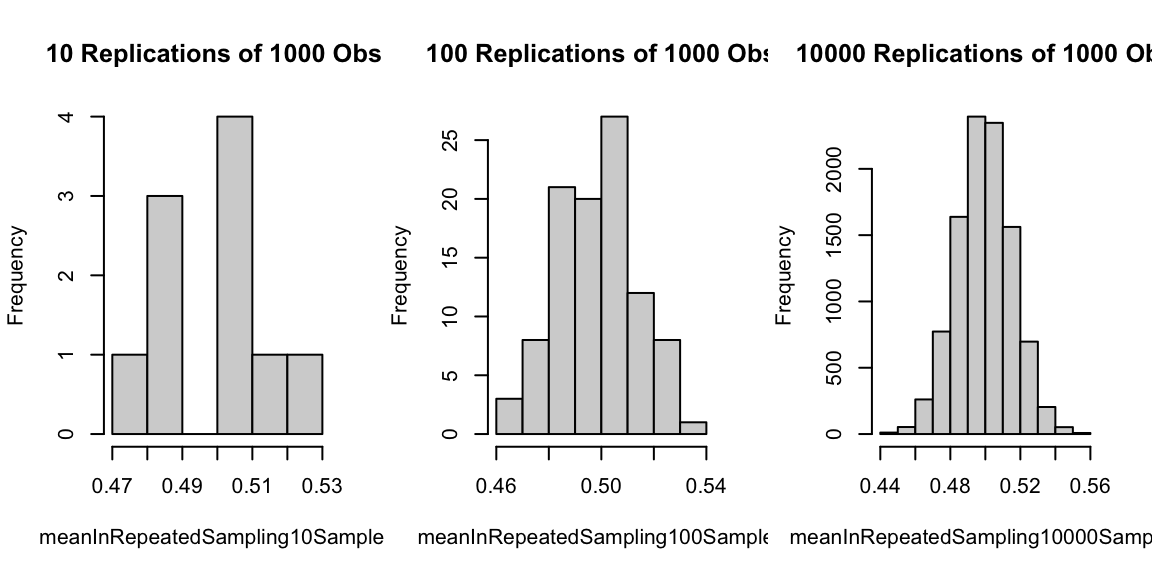 10 Replications of 1000 Obs
Frequency
4
3
2
1
0
0.47 0.49 0.51 0.53
meanInRepeatedSampling10Sample
100 Replications of 1000 Obs
Frequency
25
20
15
10
5
0
0.46 0.50 0.54
meanInRepeatedSampling100Sample
10000 Replications of 1000 Ob
Frequency
2000
1500
1000
500
0
0.44 0.48 0.52 0.56
meanInRepeatedSampling10000Samp